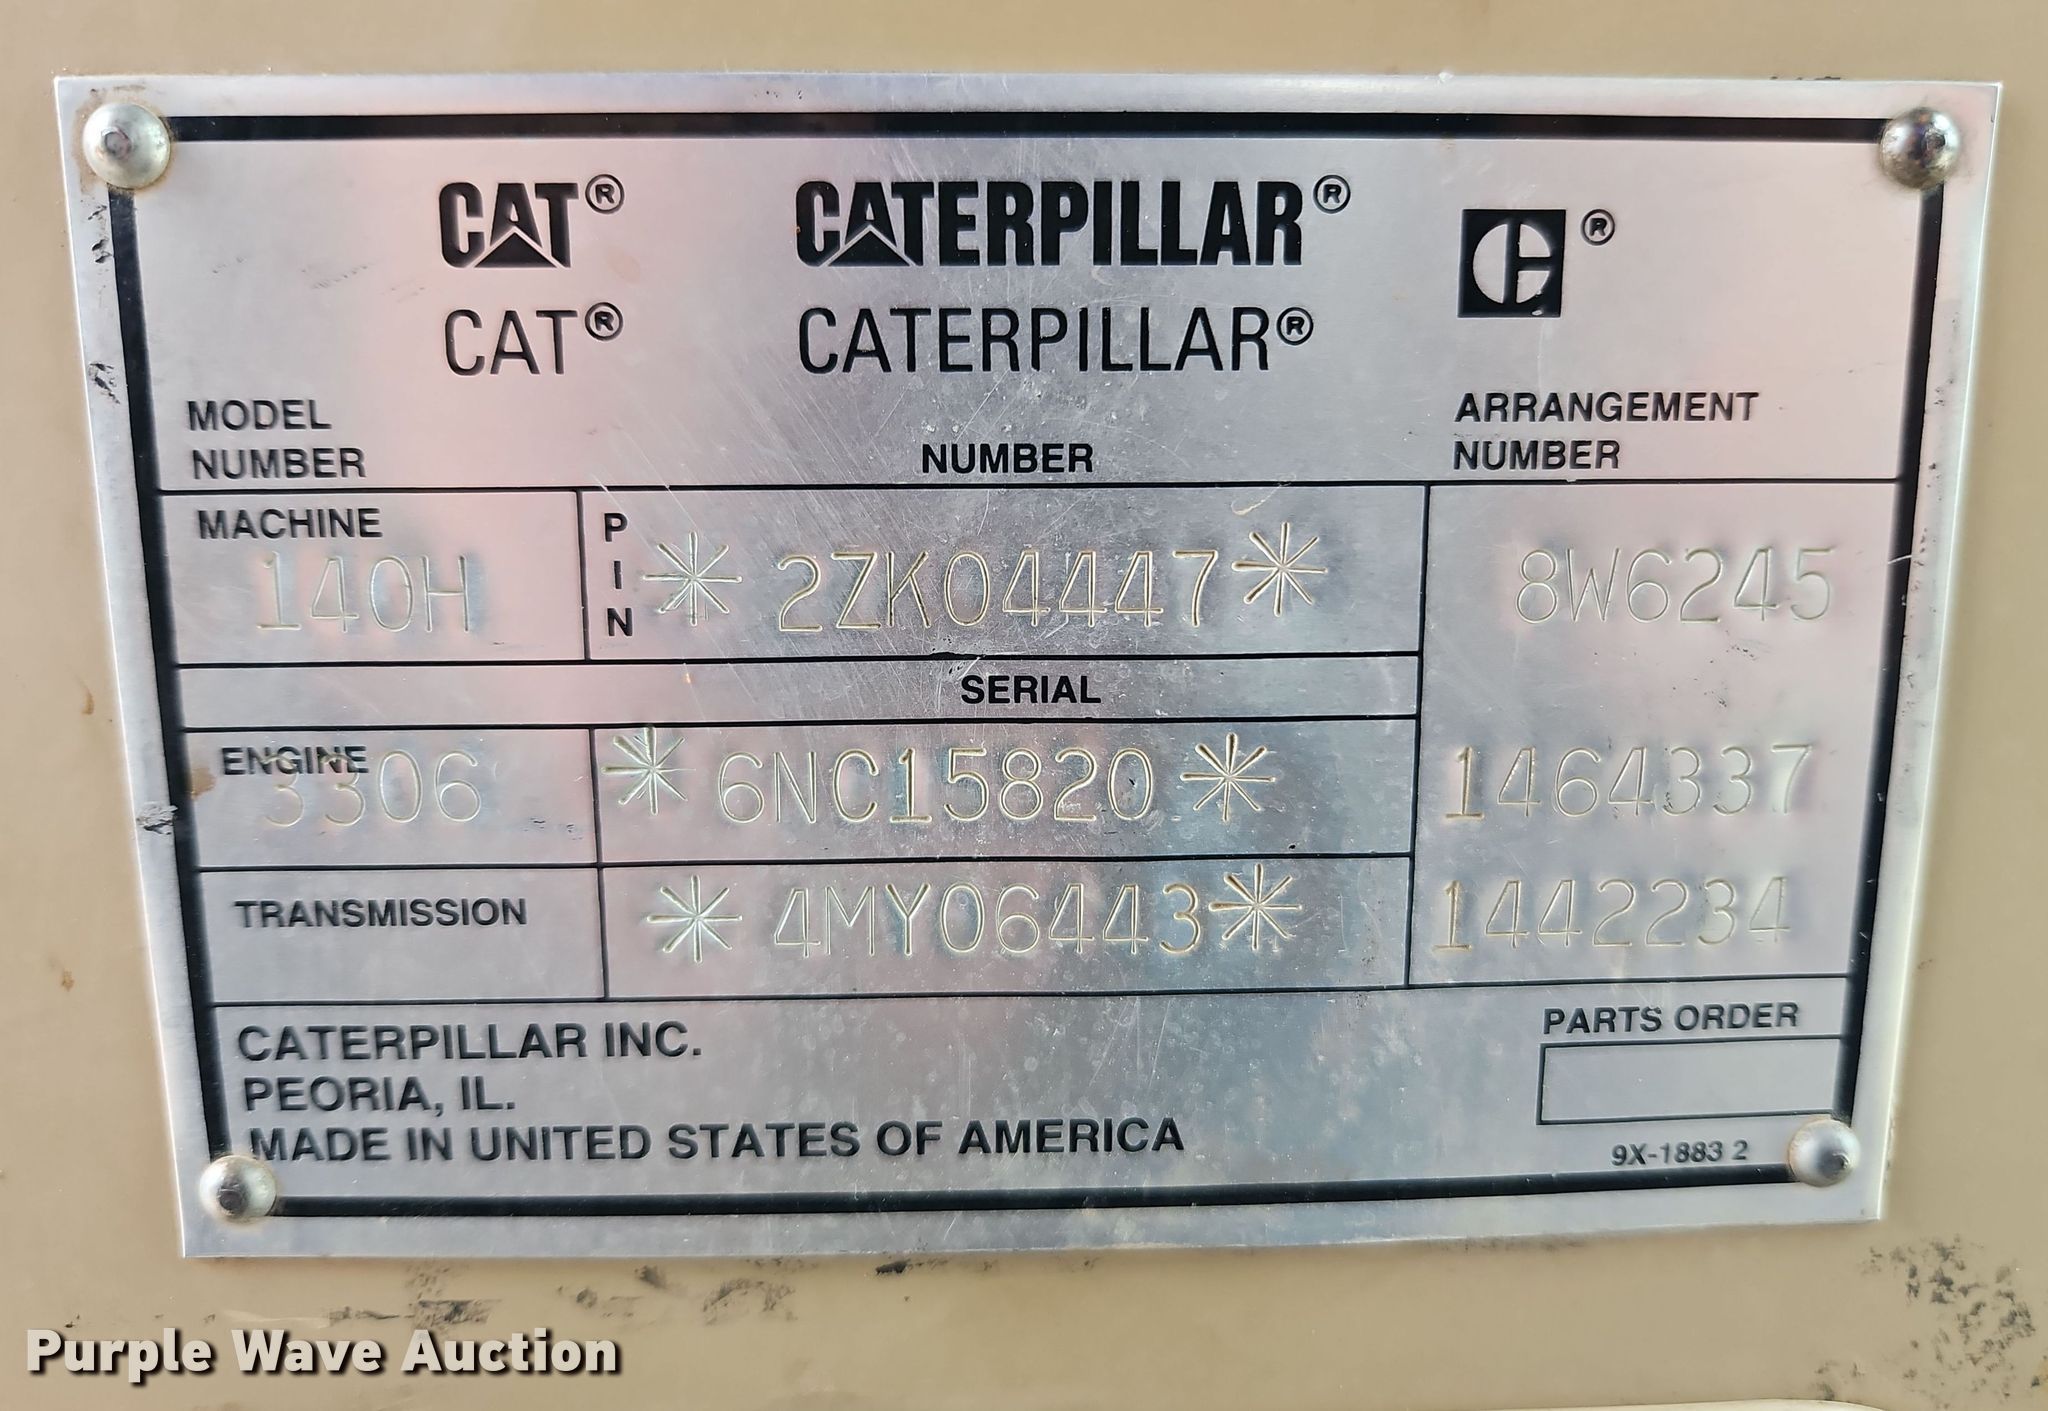 CAT® CATERPILLAR® ®
CAT® CATERPILLAR®
MODEL NUMBER
NUMBER
ARRANGEMENT NUMBER
MACHINE
140H
PIN
*2ZK04447*
8W6245
SERIAL
ENGINE
3306
*6NC15820*
1464337
TRANSMISSION
*4MY06443*
1442234
CATERPILLAR INC.
PEORIA, IL.
MADE IN UNITED STATES OF AMERICA
PARTS ORDER
9X-1883 2
Purple Wave Auction